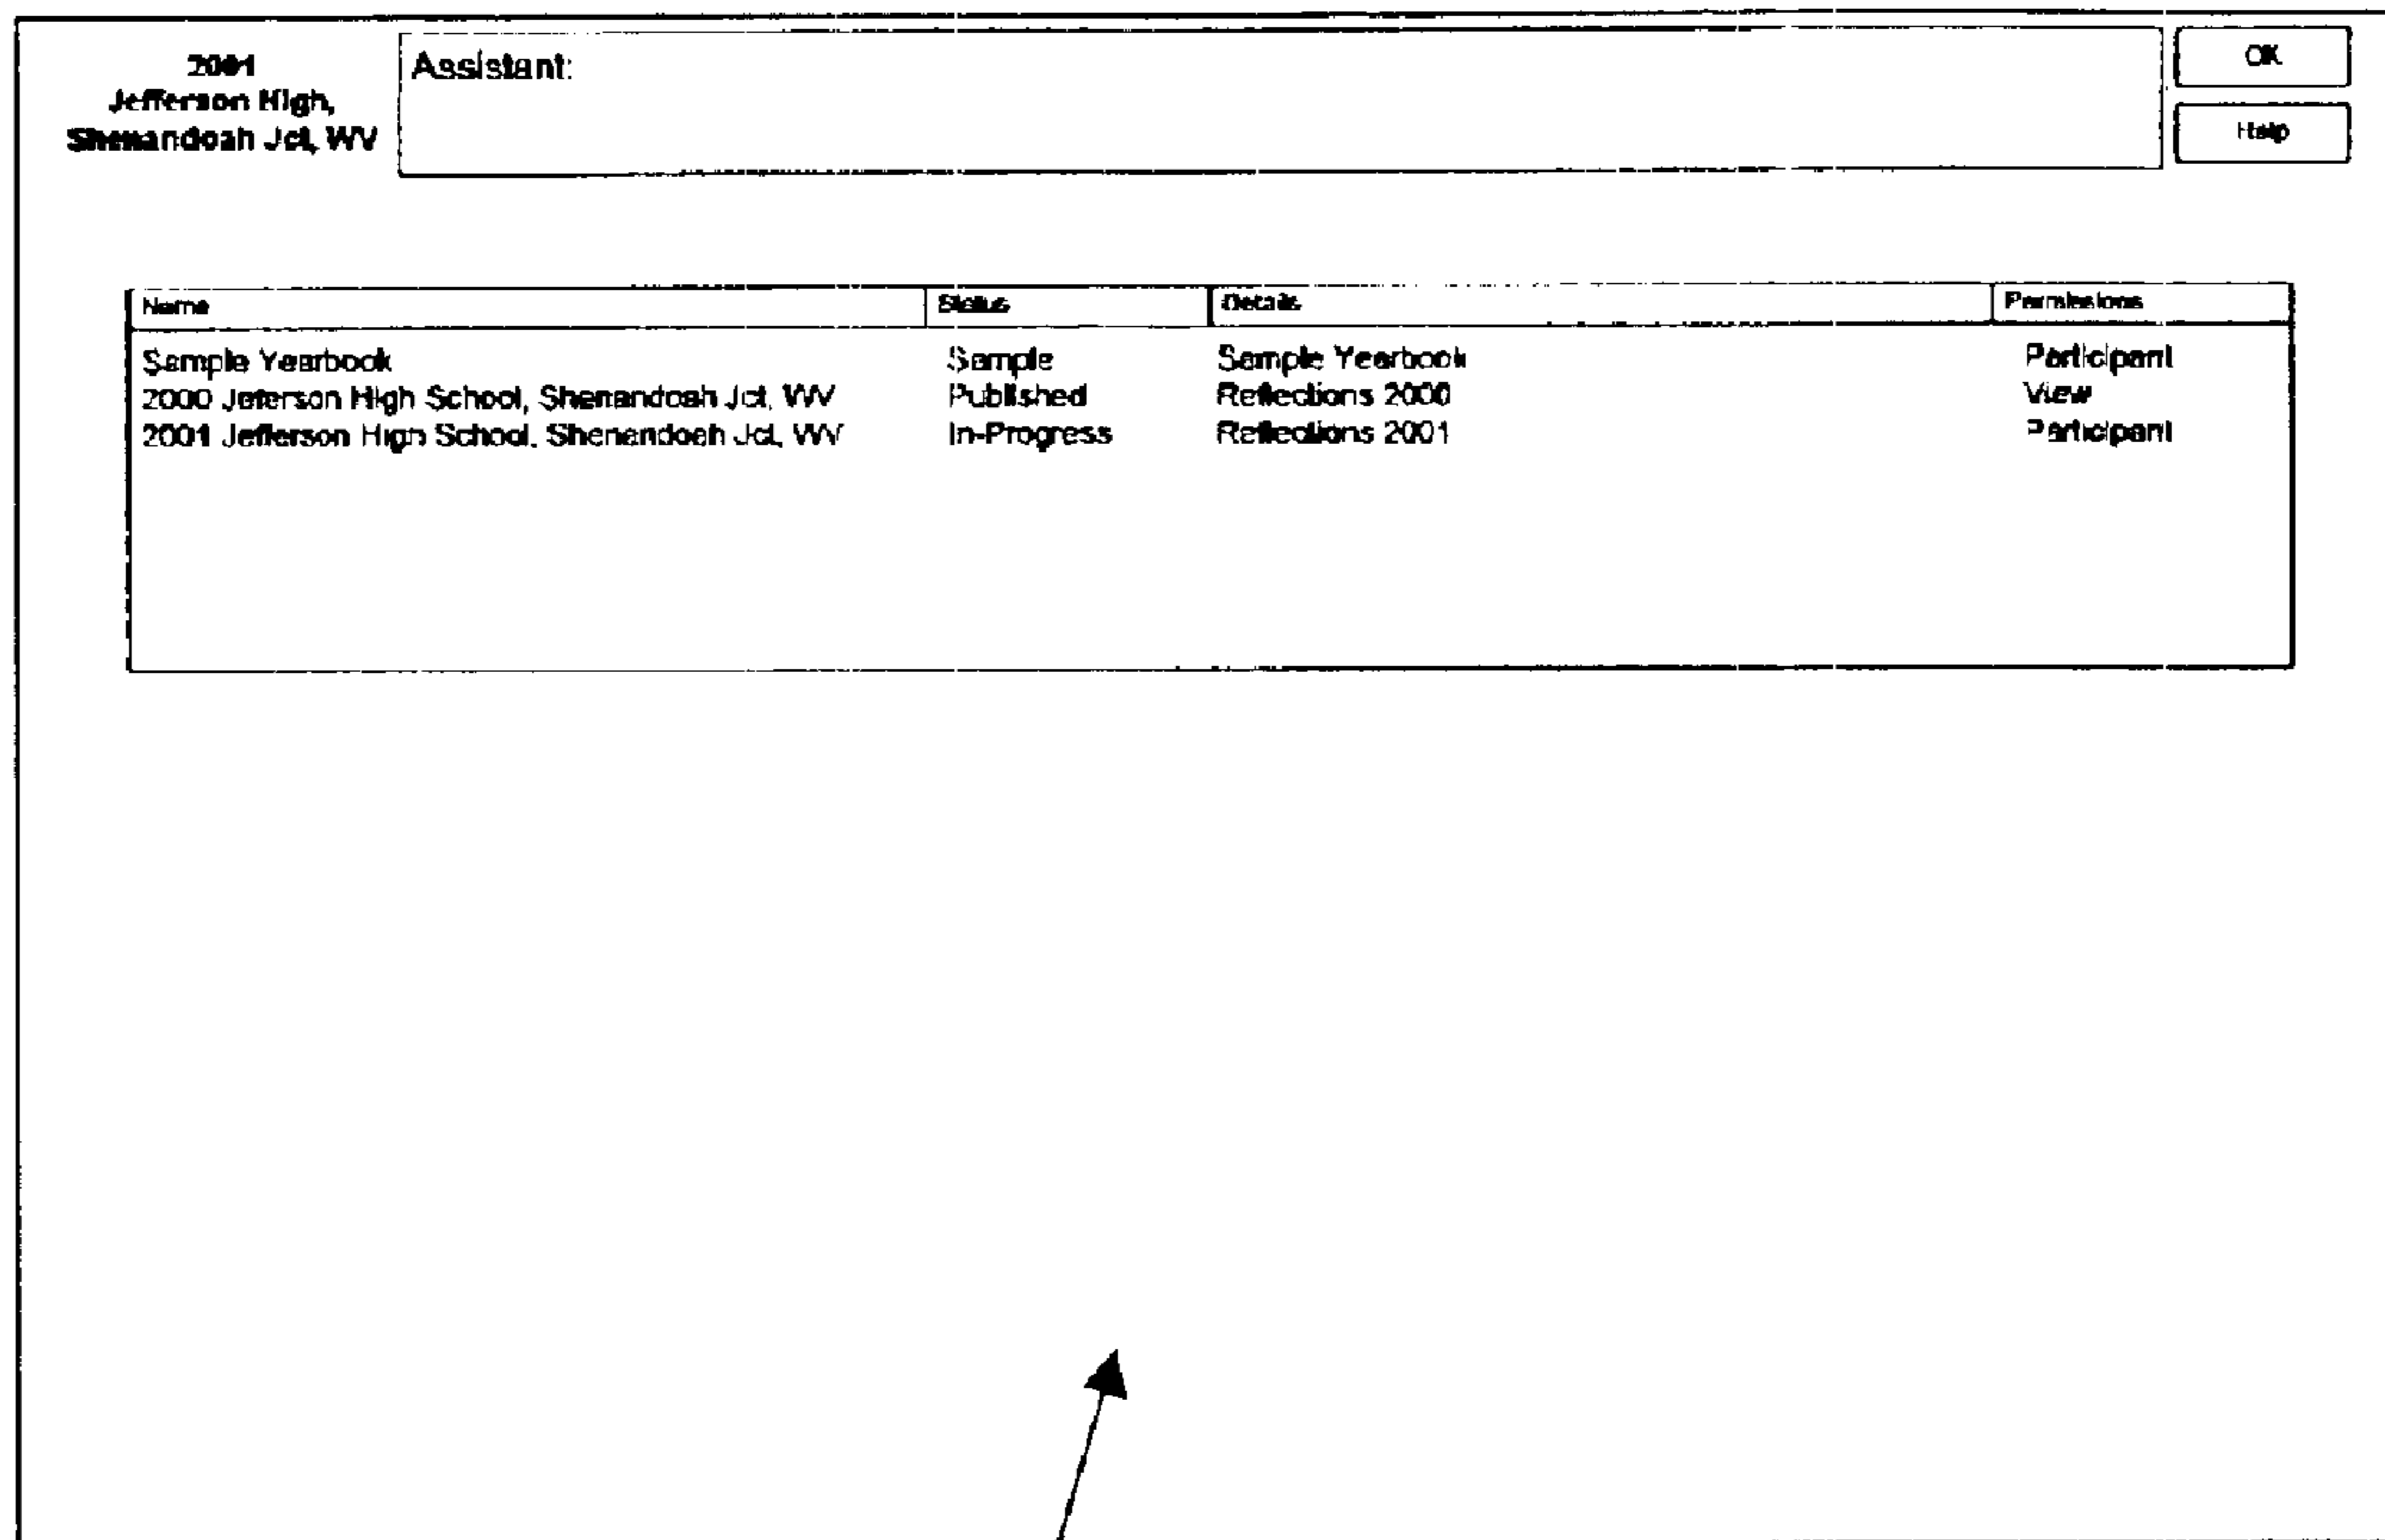 2001
Jefferson High,
Shenandoah Jct, WV
Assistant:
OK
Help
Name Status Details Permissions
Sample Yearbook Sample Sample Yearbook Participant
2000 Jeferson High School, Shenandoah Jct, WV Published Reflections 2000 View
2001 Jefferson High School, Shenandoah Jct, WV In-Progress Reflections 2001 Participant